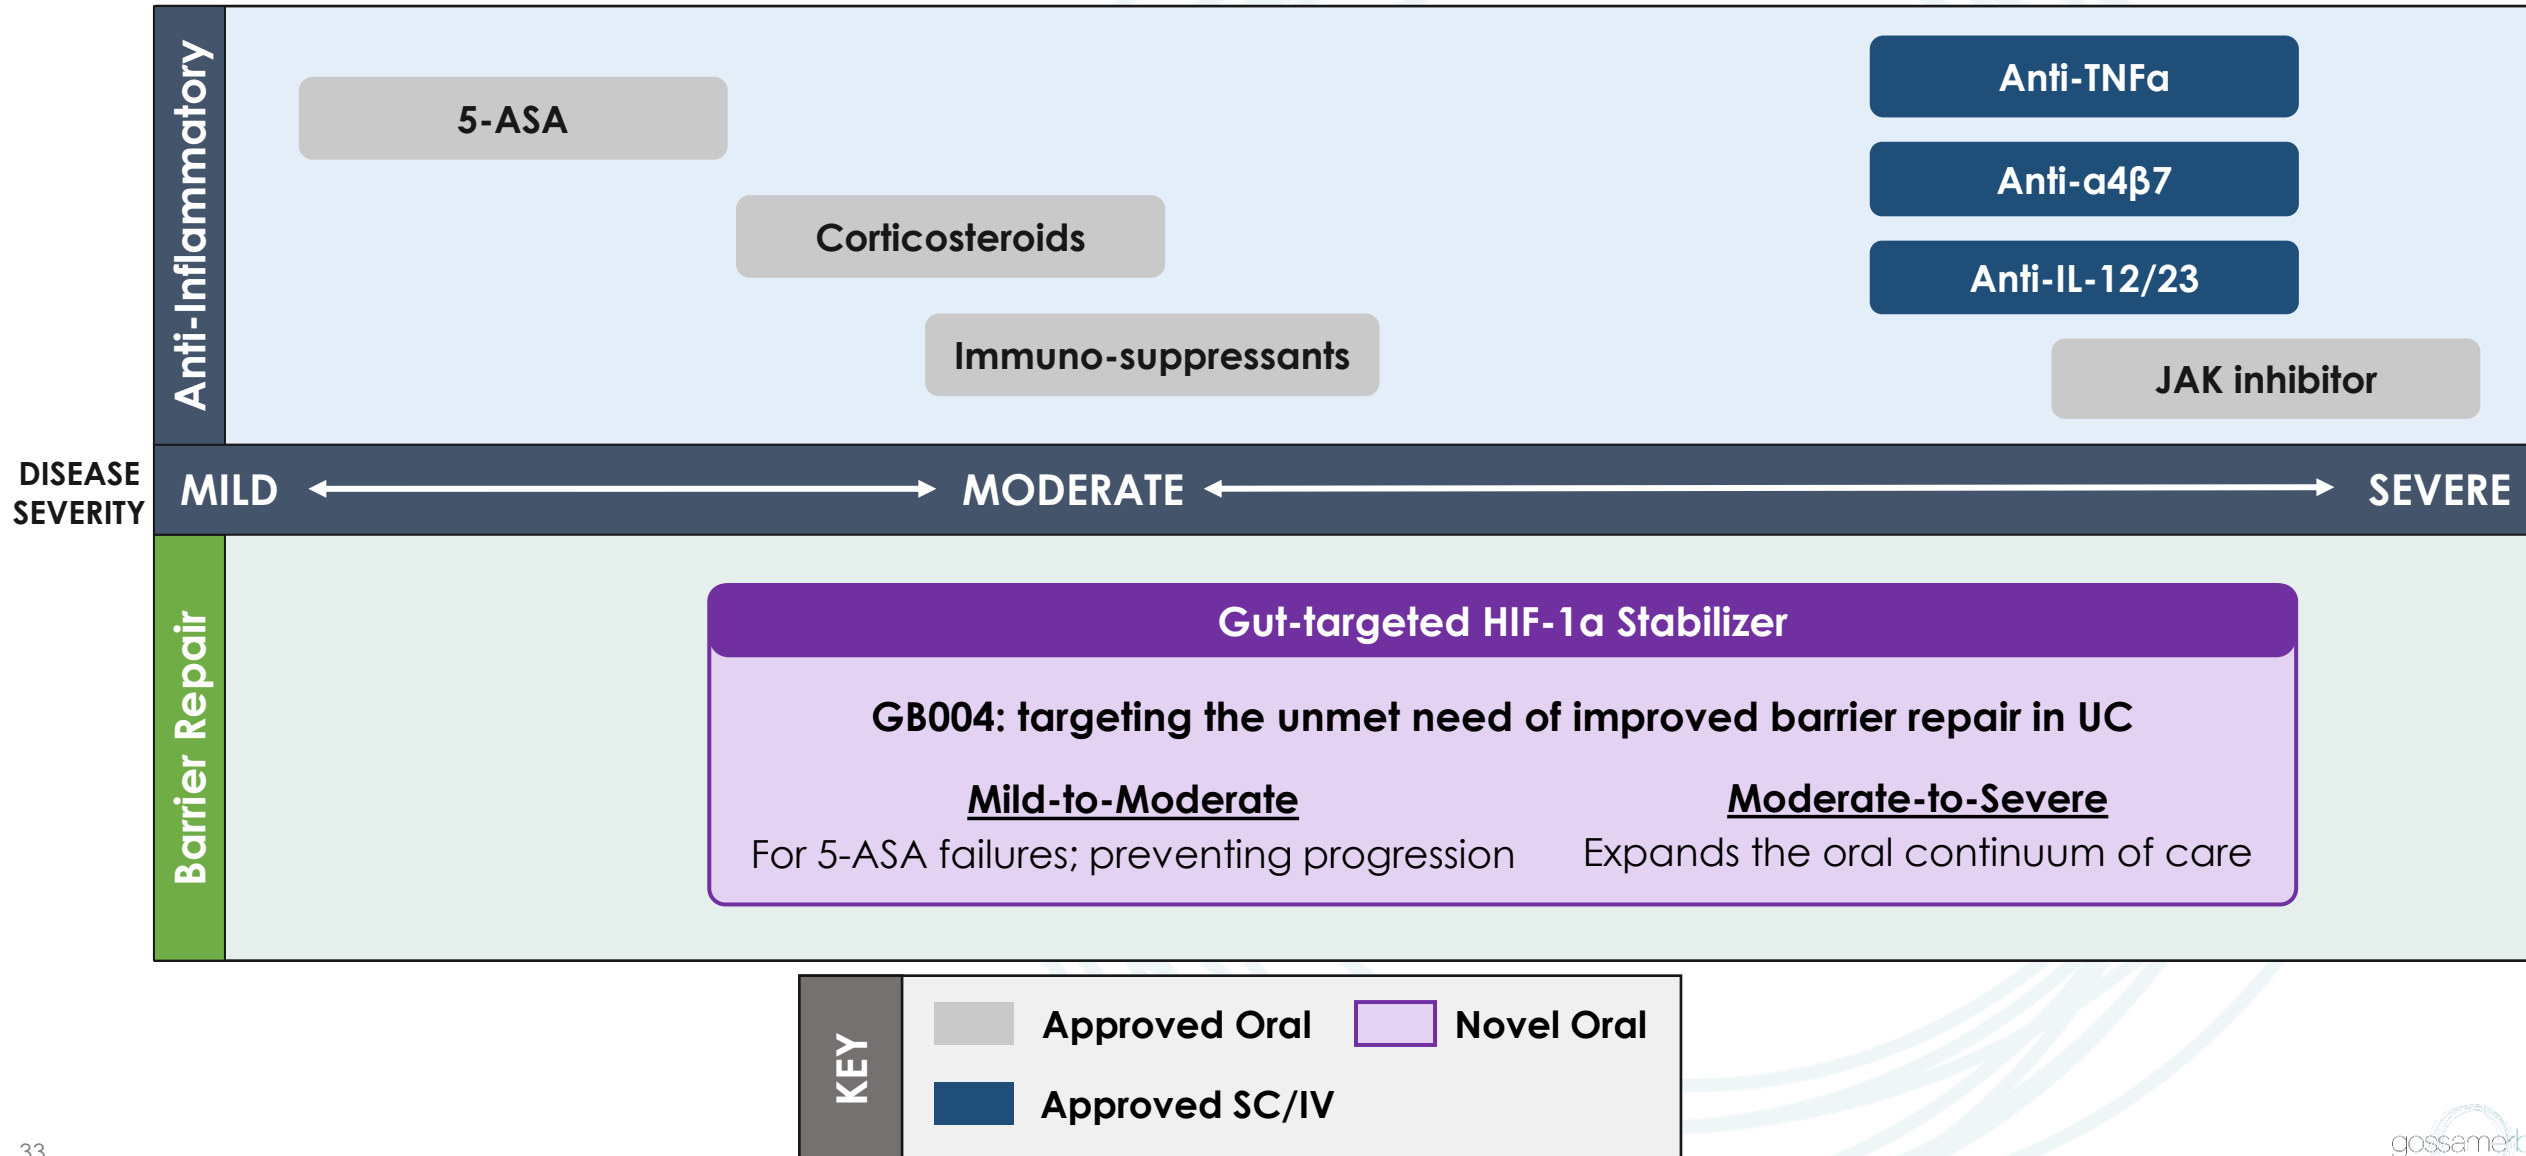 Anti-Inflammatory
5-ASA
Corticosteroids
Immuno-suppressants
Anti-TNFα
Anti-α4β7
Anti-IL-12/23
JAK inhibitor
DISEASE
SEVERITY
MILD
MODERATE
SEVERE
Barrier Repair
Gut-targeted HIF-1α Stabilizer
GB004: targeting the unmet need of improved barrier repair in UC
Mild-to-Moderate
For 5-ASA failures; preventing progression
Moderate-to-Severe
Expands the oral continuum of care
KEY
Approved Oral
Novel Oral
Approved SC/IV
33